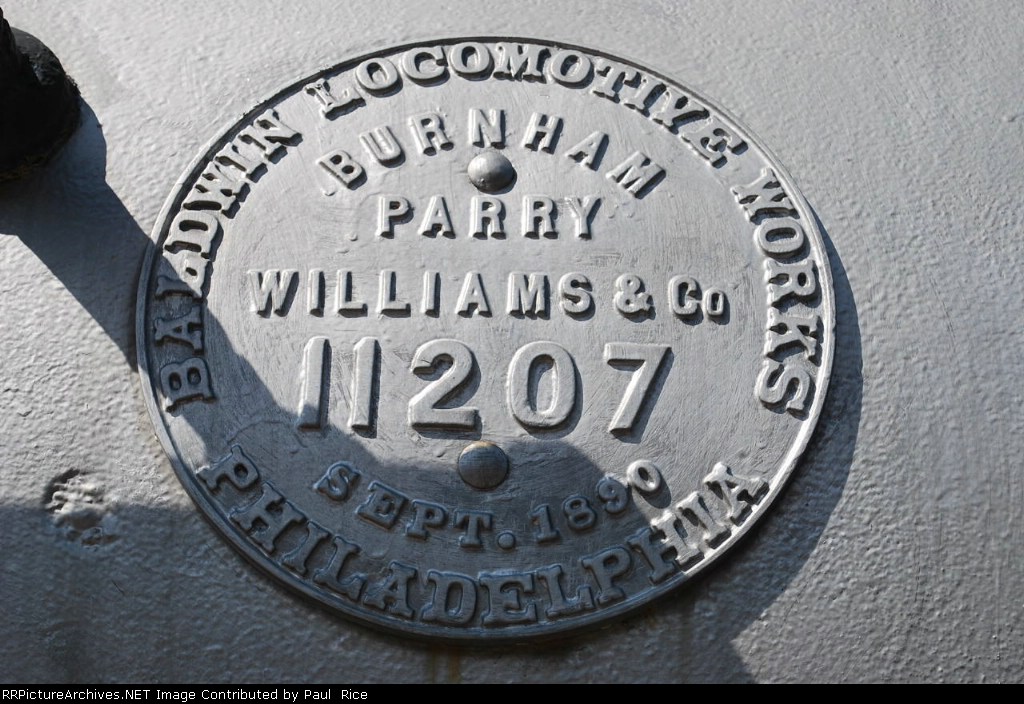 BALDWIN LOCOMOTIVE WORKS
BURNHAM
PARRY
WILLIAMS & Co
11207
SEPT. 1890
PHILADELPHIA
RRPictureArchives.NET Image Contributed by Paul Rice